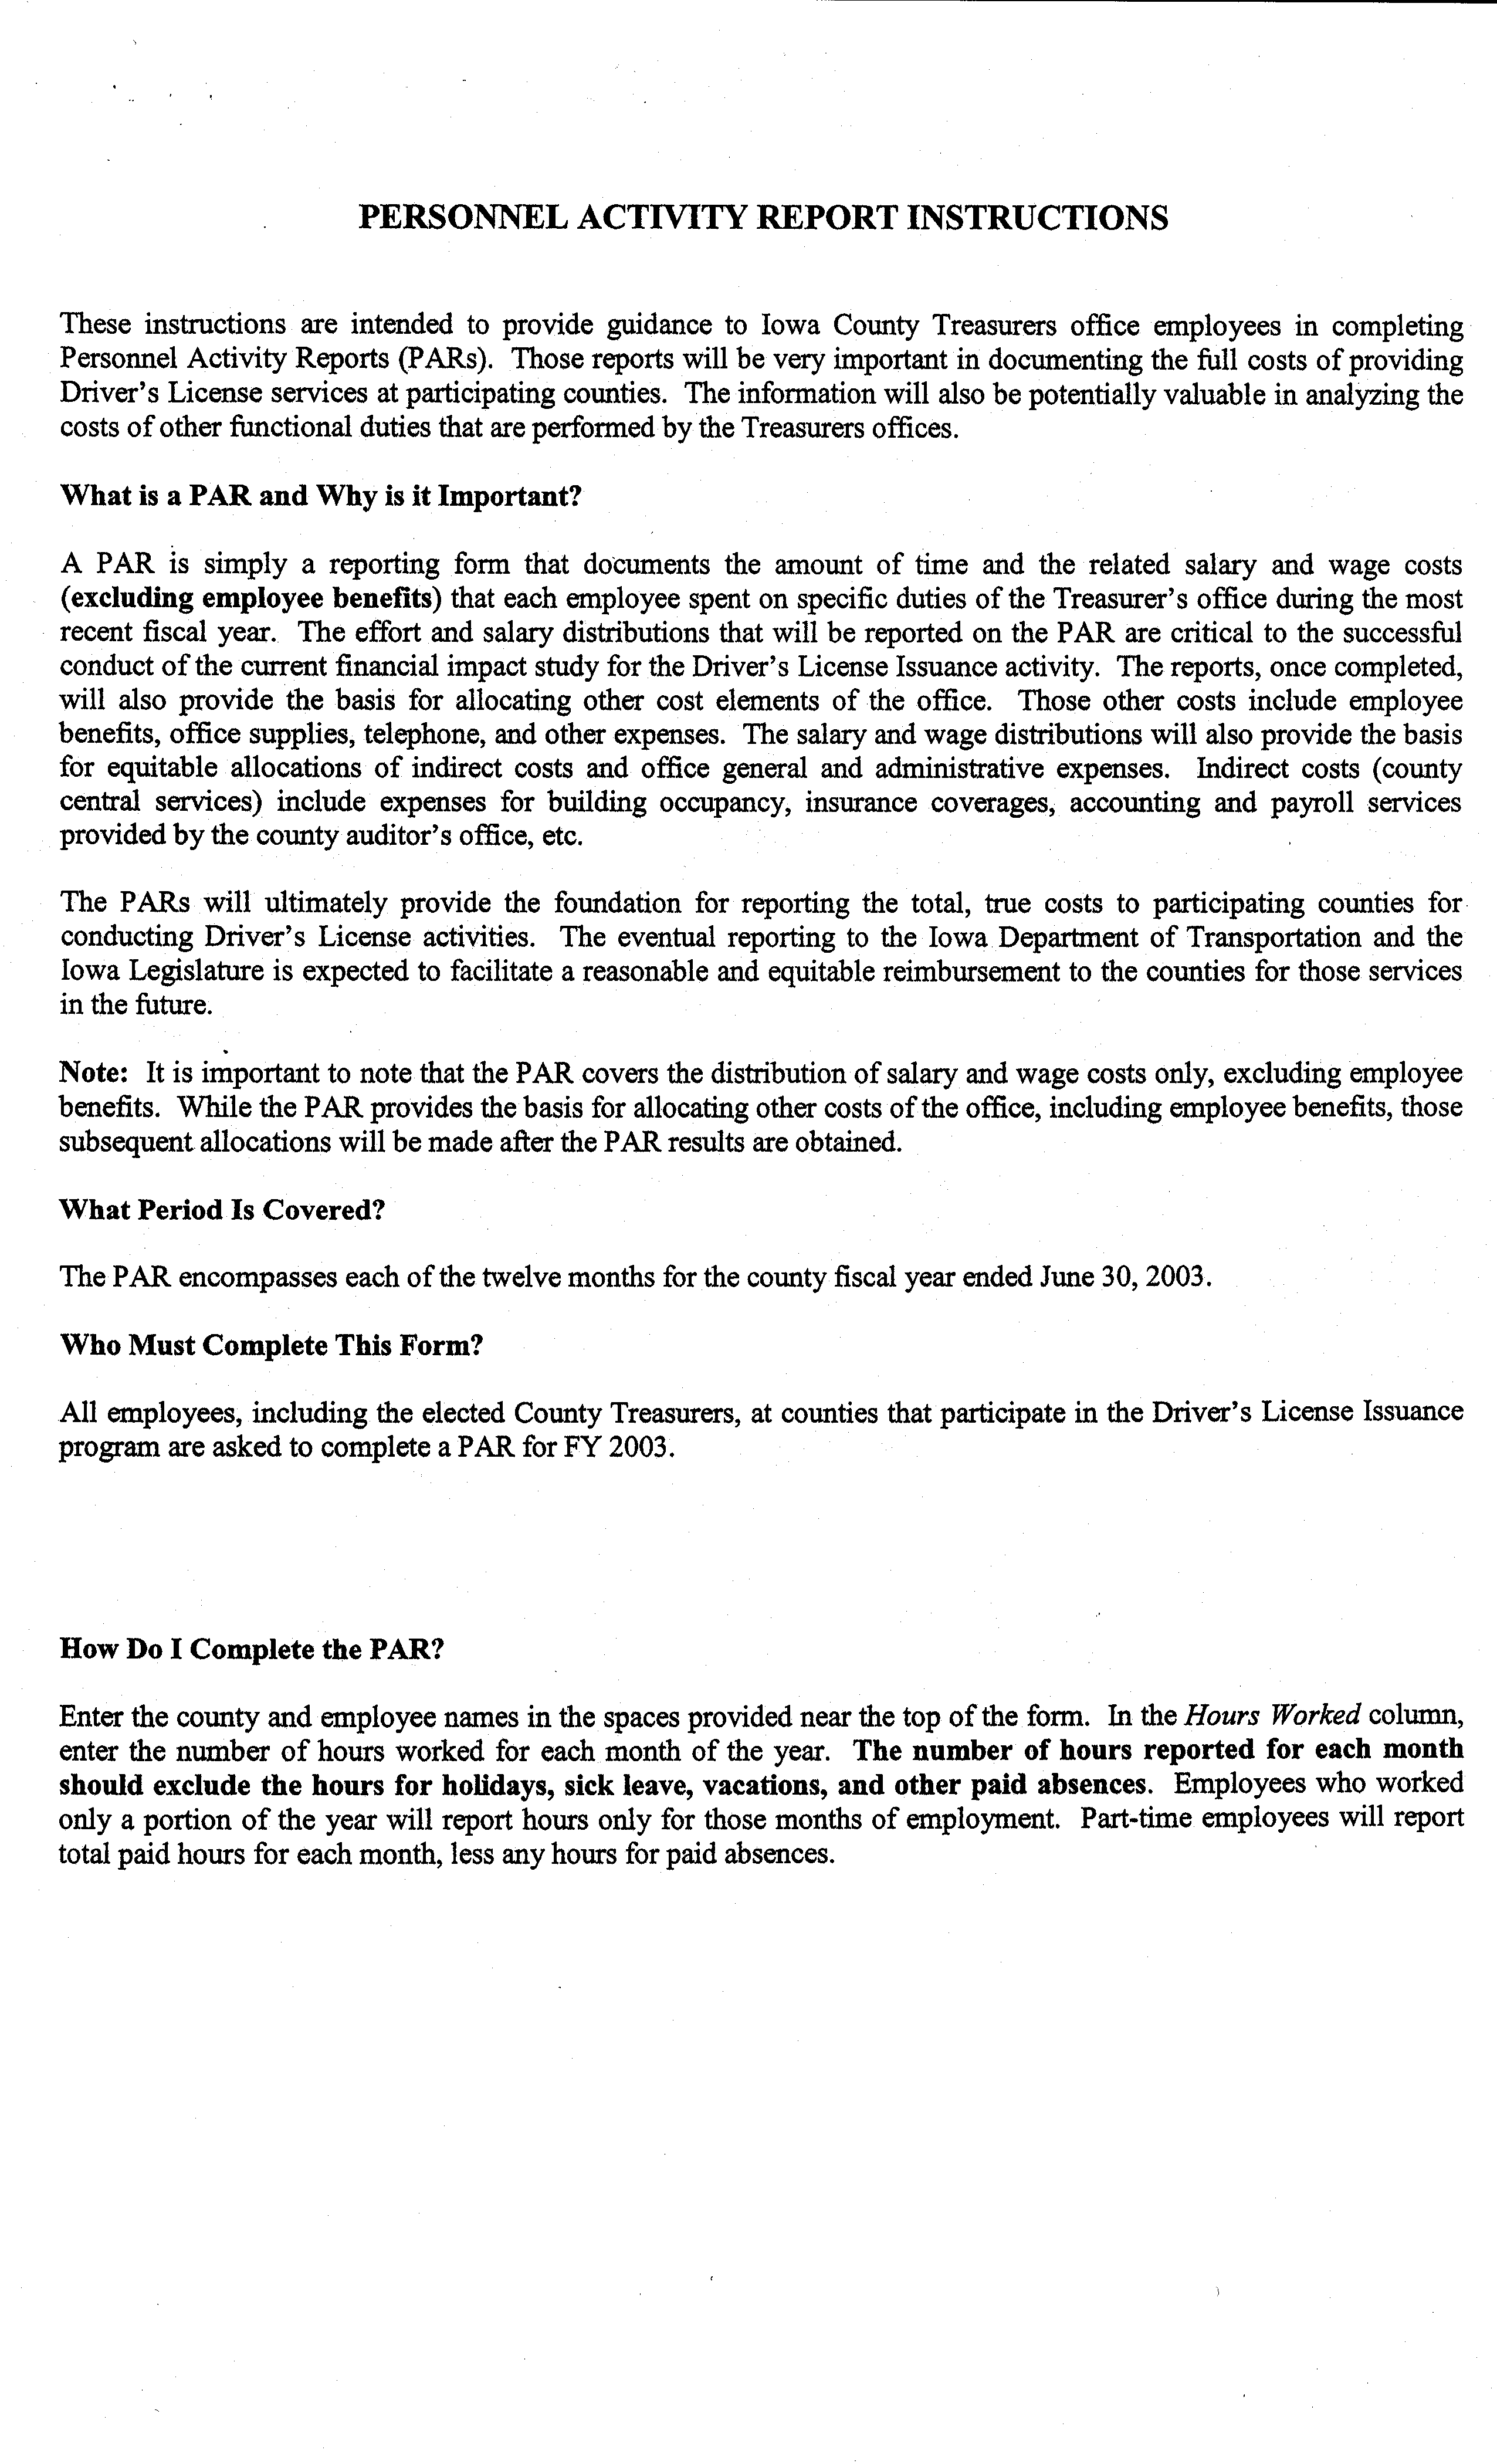 PERSONNEL ACTIVITY REPORT INSTRUCTIONS
These instructions are intended to provide guidance to Iowa County Treasurers office employees in completing
Personnel Activity Reports (PARs). Those reports will be very important in documenting the full costs of providing
Driver's License services at participating counties. The information will also be potentially valuable in analyzing the
costs of other functional duties that are performed by the Treasurers offices.
What is a PAR and Why is it Important?
A PAR is simply a reporting form that documents the amount of time and the related salary and wage costs
(excluding employee benefits) that each employee spent on specific duties of the Treasurer's office during the most
recent fiscal year. The effort and salary distributions that will be reported on the PAR are critical to the successful
conduct of the current financial impact study for the Driver's License Issuance activity. The reports, once completed,
will also provide the basis for allocating other cost elements of the office. Those other costs include employee
benefits, office supplies, telephone, and other expenses. The salary and wage distributions will also provide the basis
for equitable allocations of indirect costs and office general and administrative expenses. Indirect costs (county
central services) include expenses for building occupancy, insurance coverages, accounting and payroll services
provided by the county auditor's office, etc.
The PARs will ultimately provide the foundation for reporting the total, true costs to participating counties for
conducting Driver's License activities. The eventual reporting to the Iowa Department of Transportation and the
Iowa Legislature is expected to facilitate a reasonable and equitable reimbursement to the counties for those services
in the future.
Note: It is important to note that the PAR covers the distribution of salary and wage costs only, excluding employee
benefits. While the PAR provides the basis for allocating other costs of the office, including employee benefits, those
subsequent allocations will be made after the PAR results are obtained.
What Period Is Covered?
The PAR encompasses each of the twelve months for the county fiscal year ended June 30, 2003.
Who Must Complete This Form?
All employees, including the elected County Treasurers, at counties that participate in the Driver's License Issuance
program are asked to complete a PAR for FY 2003.
How Do I Complete the PAR?
Enter the county and employee names in the spaces provided near the top of the form. In the Hours Worked column,
enter the number of hours worked for each month of the year. The number of hours reported for each month
should exclude the hours for holidays, sick leave, vacations, and other paid absences. Employees who worked
only a portion of the year will report hours only for those months of employment. Part-time employees will report
total paid hours for each month, less any hours for paid absences.